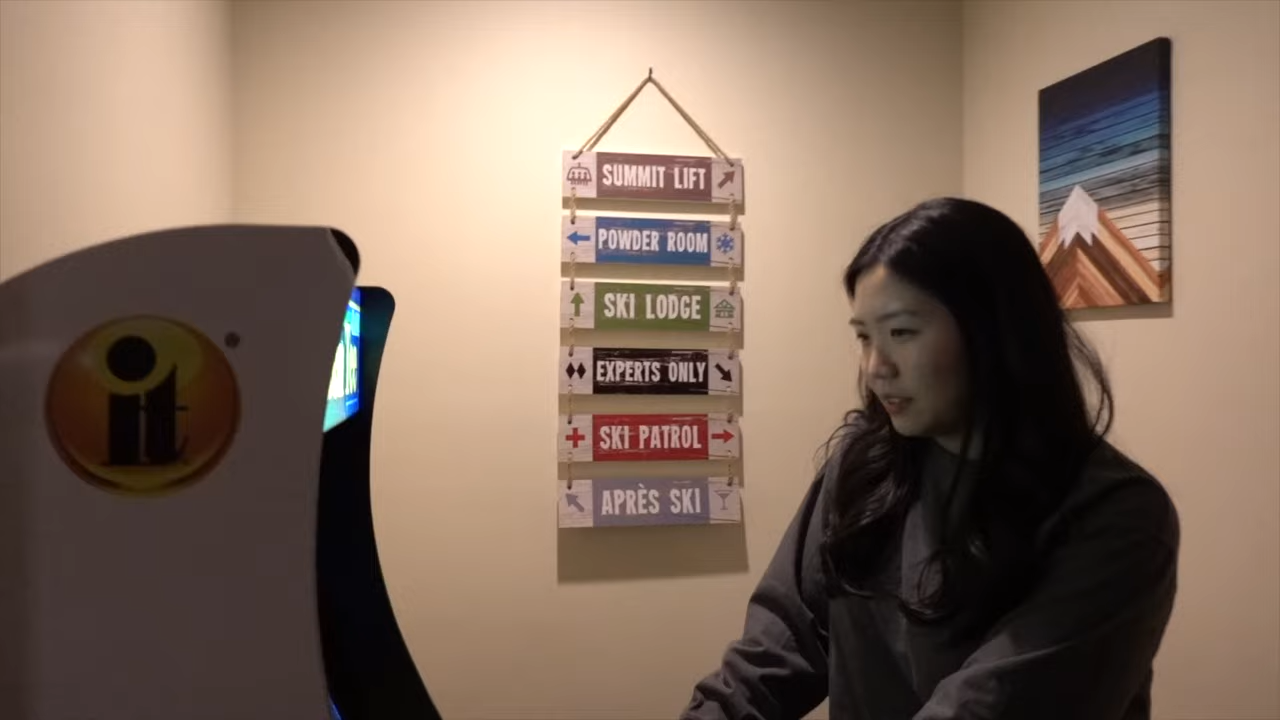 it
SUMMIT LIFT
POWDER ROOM
SKI LODGE
EXPERTS ONLY
SKI PATROL
APRÈS SKI